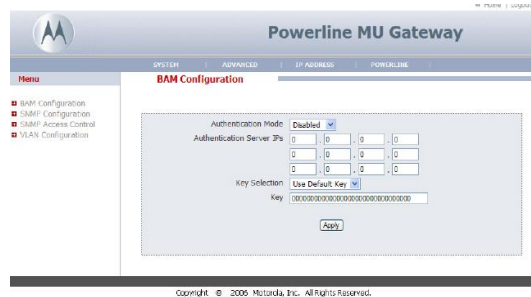 Home | Logout
Powerline MU Gateway
SYSTEM | ADVANCED | IP ADDRESS | POWERLINE |
Menu
BAM Configuration
BAM Configuration
SNMP Configuration
SNMP Access Control
VLAN Configuration
Authentication Mode Disabled
Authentication Server IPs 0 . 0 . 0 . 0
0 . 0 . 0 . 0
0 . 0 . 0 . 0
Key Selection Use Default Key
Key
Apply
Copyright © 2006 Motorola, Inc. All Rights Reserved.